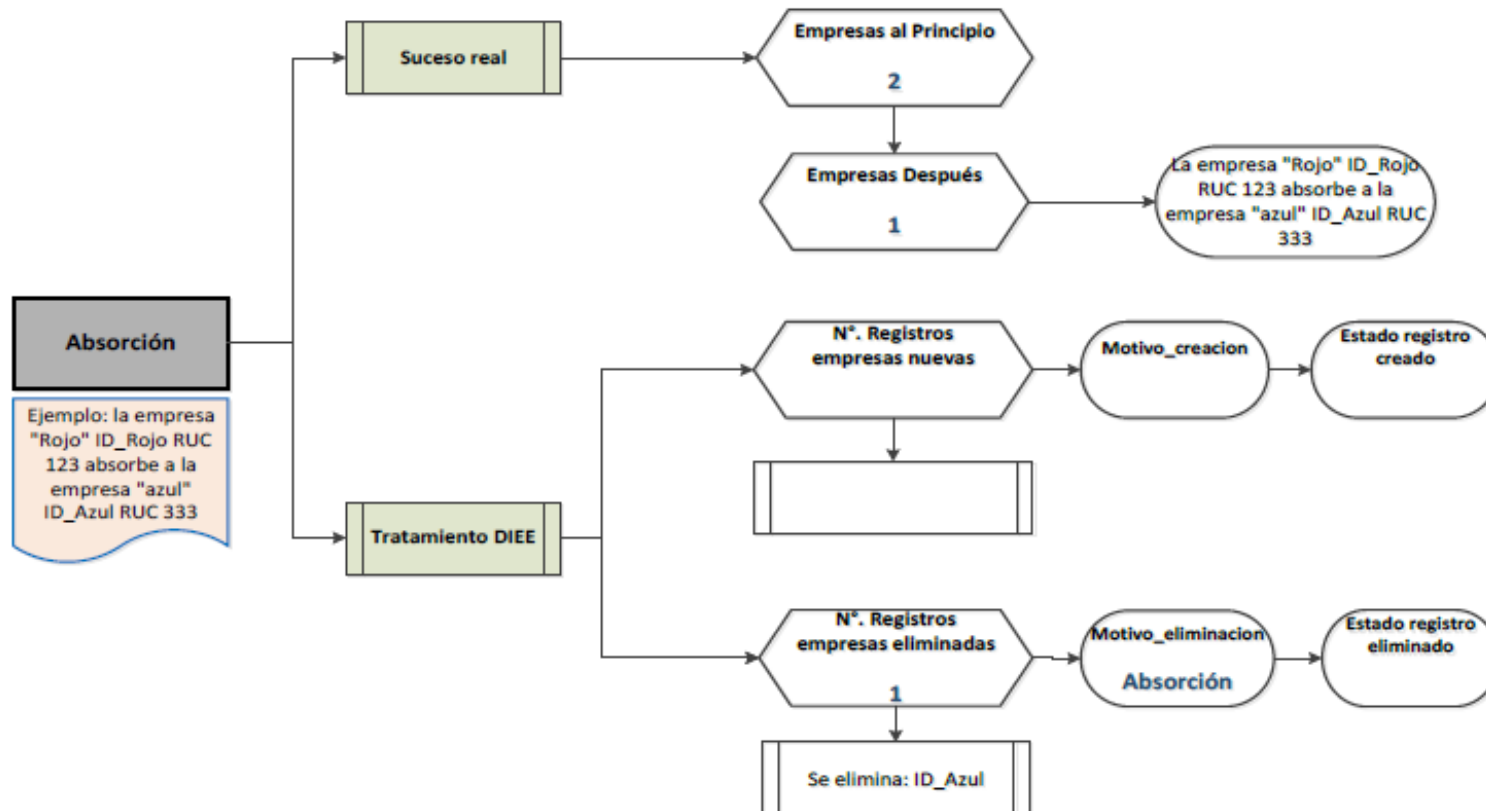 Suceso real
Empresas al Principio
2
Empresas Después
1
La empresa "Rojo" ID_Rojo
RUC 123 absorbe a la
empresa "azul" ID_Azul RUC
333
Absorción
Ejemplo: la empresa
"Rojo" ID_Rojo RUC
123 absorbe a la
empresa "azul"
ID_Azul RUC 333
Tratamiento DIEE
N°. Registros
empresas nuevas
Motivo_creacion
Estado registro
creado
N°. Registros
empresas eliminadas
1
Motivo_eliminacion
Absorción
Estado registro
eliminado
Se elimina: ID_Azul